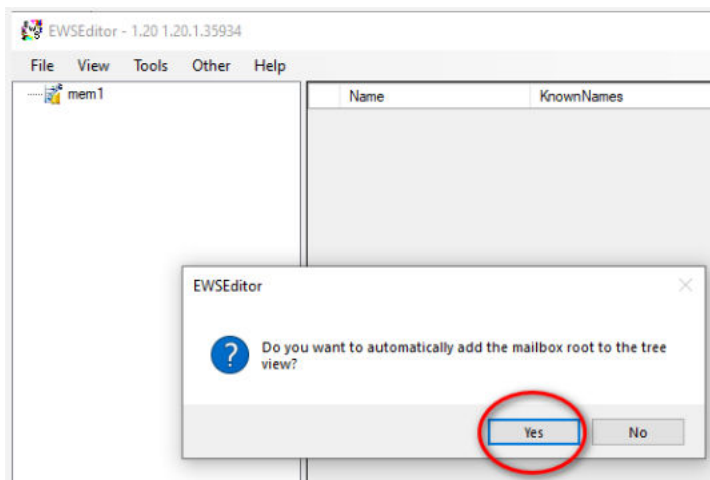 EWSEditor - 1.20 1.20.1.35934
File View Tools Other Help
mem1
Name KnownNames
EWSEditor
Do you want to automatically add the mailbox root to the tree
view?
Yes No